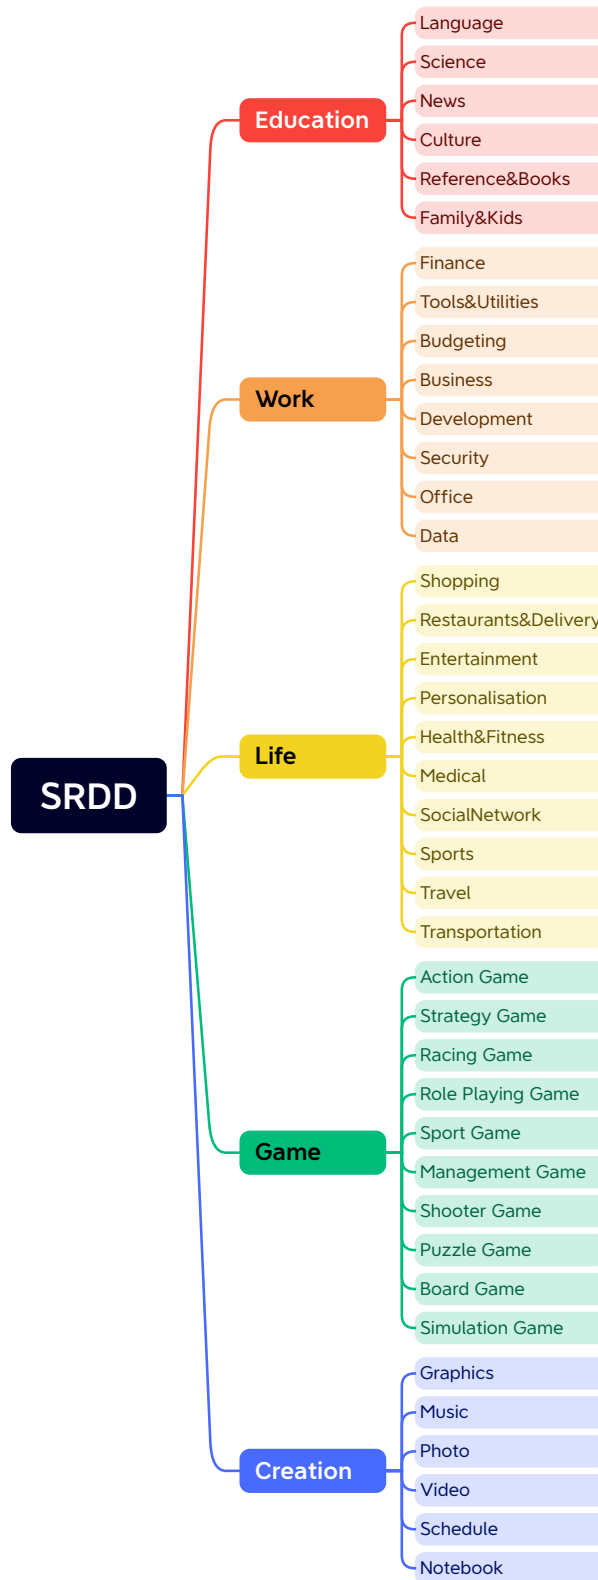 SRDD
Education
Language
Science
News
Culture
Reference&Books
Family&Kids
Work
Finance
Tools&Utilities
Budgeting
Business
Development
Security
Office
Data
Life
Shopping
Restaurants&Delivery
Entertainment
Personalisation
Health&Fitness
Medical
SocialNetwork
Sports
Travel
Transportation
Game
Action Game
Strategy Game
Racing Game
Role Playing Game
Sport Game
Management Game
Shooter Game
Puzzle Game
Board Game
Simulation Game
Creation
Graphics
Music
Photo
Video
Schedule
Notebook